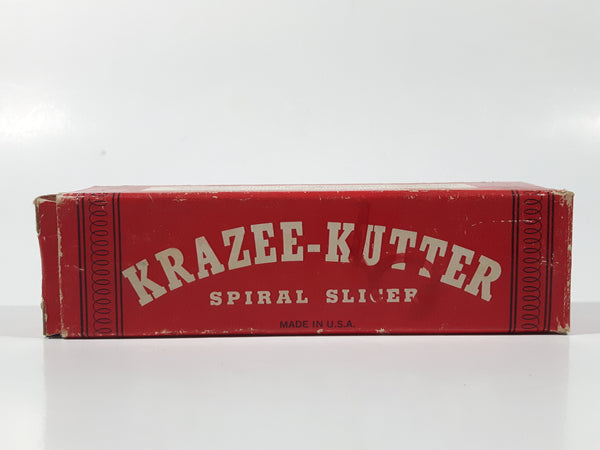 KRAZEE-KUTTER
SPIRAL SLICER
MADE IN U.S.A.